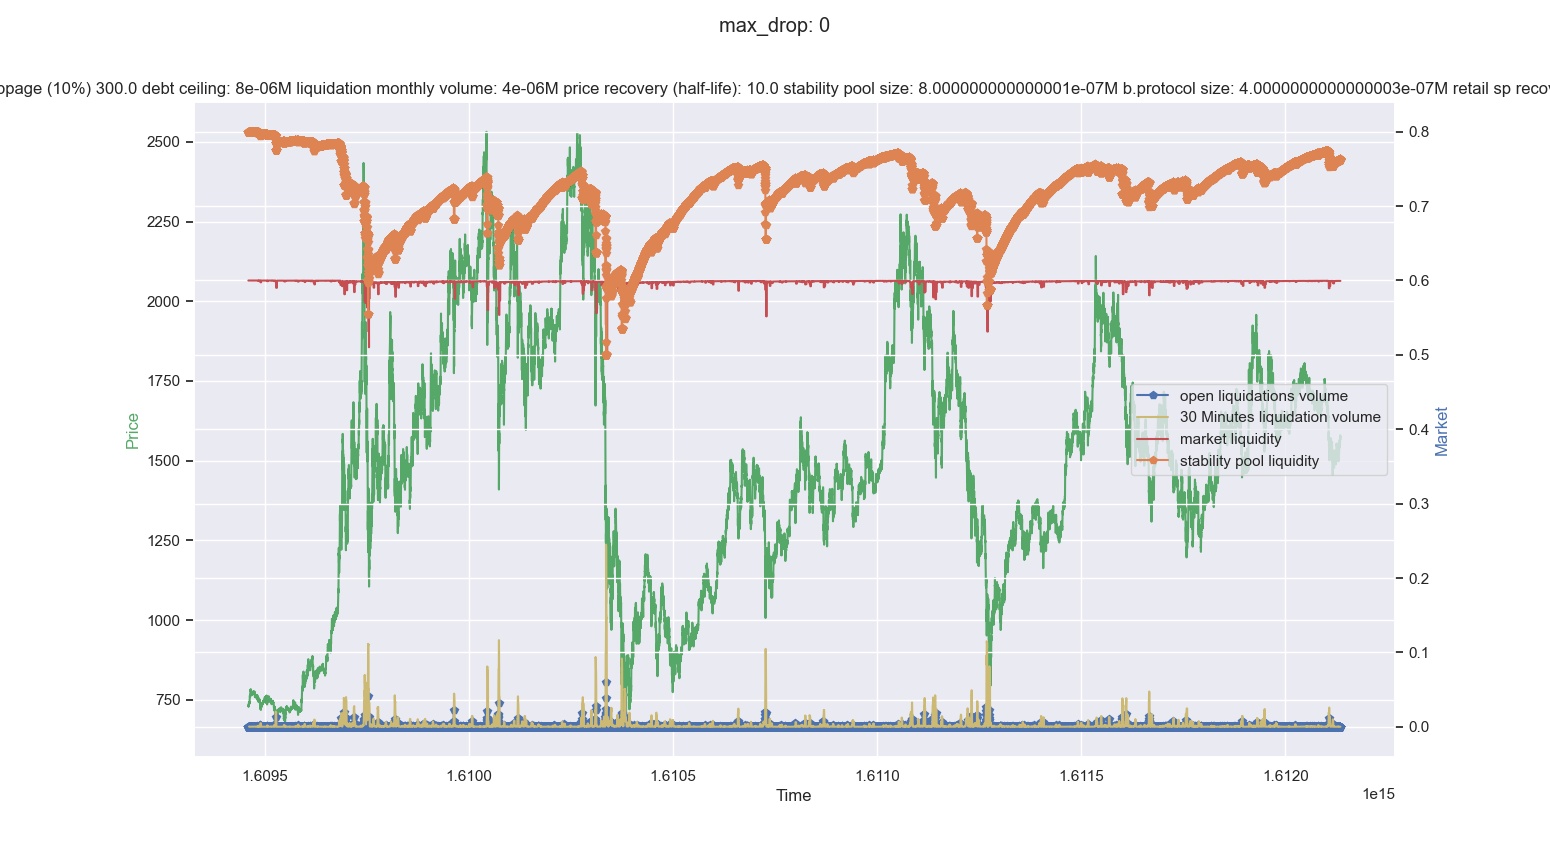 max_drop: 0
(10%) 300.0 debt ceiling: 8e-06M liquidation monthly volume: 4e-06M price recovery (half-life): 10.0 stability pool size: 8.000000000000001e-07M b.protocol size: 4.0000000000000003e-07M retail sp
2500
2250
2000
1750
1500
1250
1000
750
Price
0.8
0.7
0.6
0.5
0.4
0.3
0.2
0.1
0.0
Market
open liquidations volume
30 Minutes liquidation volume
market liquidity
stability pool liquidity
1.6095 1.6100 1.6105 1.6110 1.6115 1.6120
1e15
Time